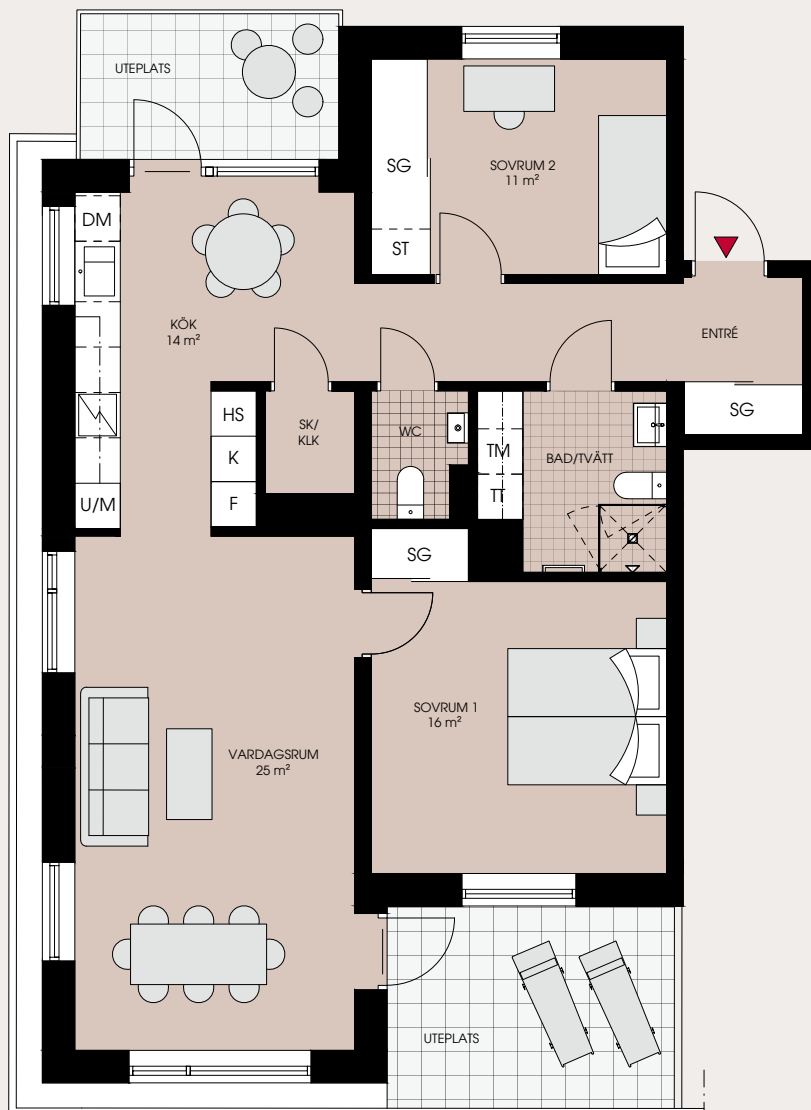 UTEPLATS
SG
SOVRUM 2
11 m²
ST
DM
KÖK
14 m²
ENTRÉ
SG
HS
K
F
SK/
KLK
WC
TM
TT
BAD/TVÄTT
U/M
SG
SOVRUM 1
16 m²
VARDAGSRUM
25 m²
UTEPLATS